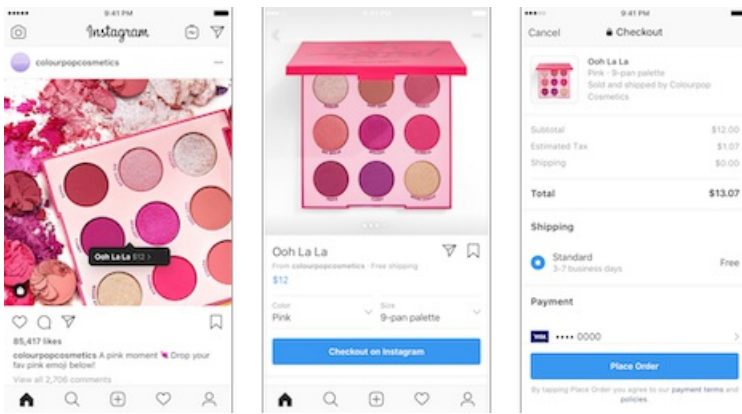 9:41 PM
Instagram
colourpopcosmetics
Ooh La La $12 >
85,417 likes
colourpopcosmetics A pink moment 💘 Drop your
fav pink emoji below!
View all 2,706 comments
Ooh La La
From colourpopcosmetics · Free shipping
$12
Color
Pink
Size
9-pan palette
Checkout on Instagram
9:41 PM
Cancel
Checkout
Ooh La La
Pink · 9-pan palette
Sold and shipped by Colourpop
Cosmetics
Subtotal $12.00
Estimated Tax $1.07
Shipping $0.00
Total $13.07
Shipping
Standard Free
3-7 business days
Payment
VISA •••• 0000
Place Order
By tapping Place Order you agree to our payment terms and
policies.